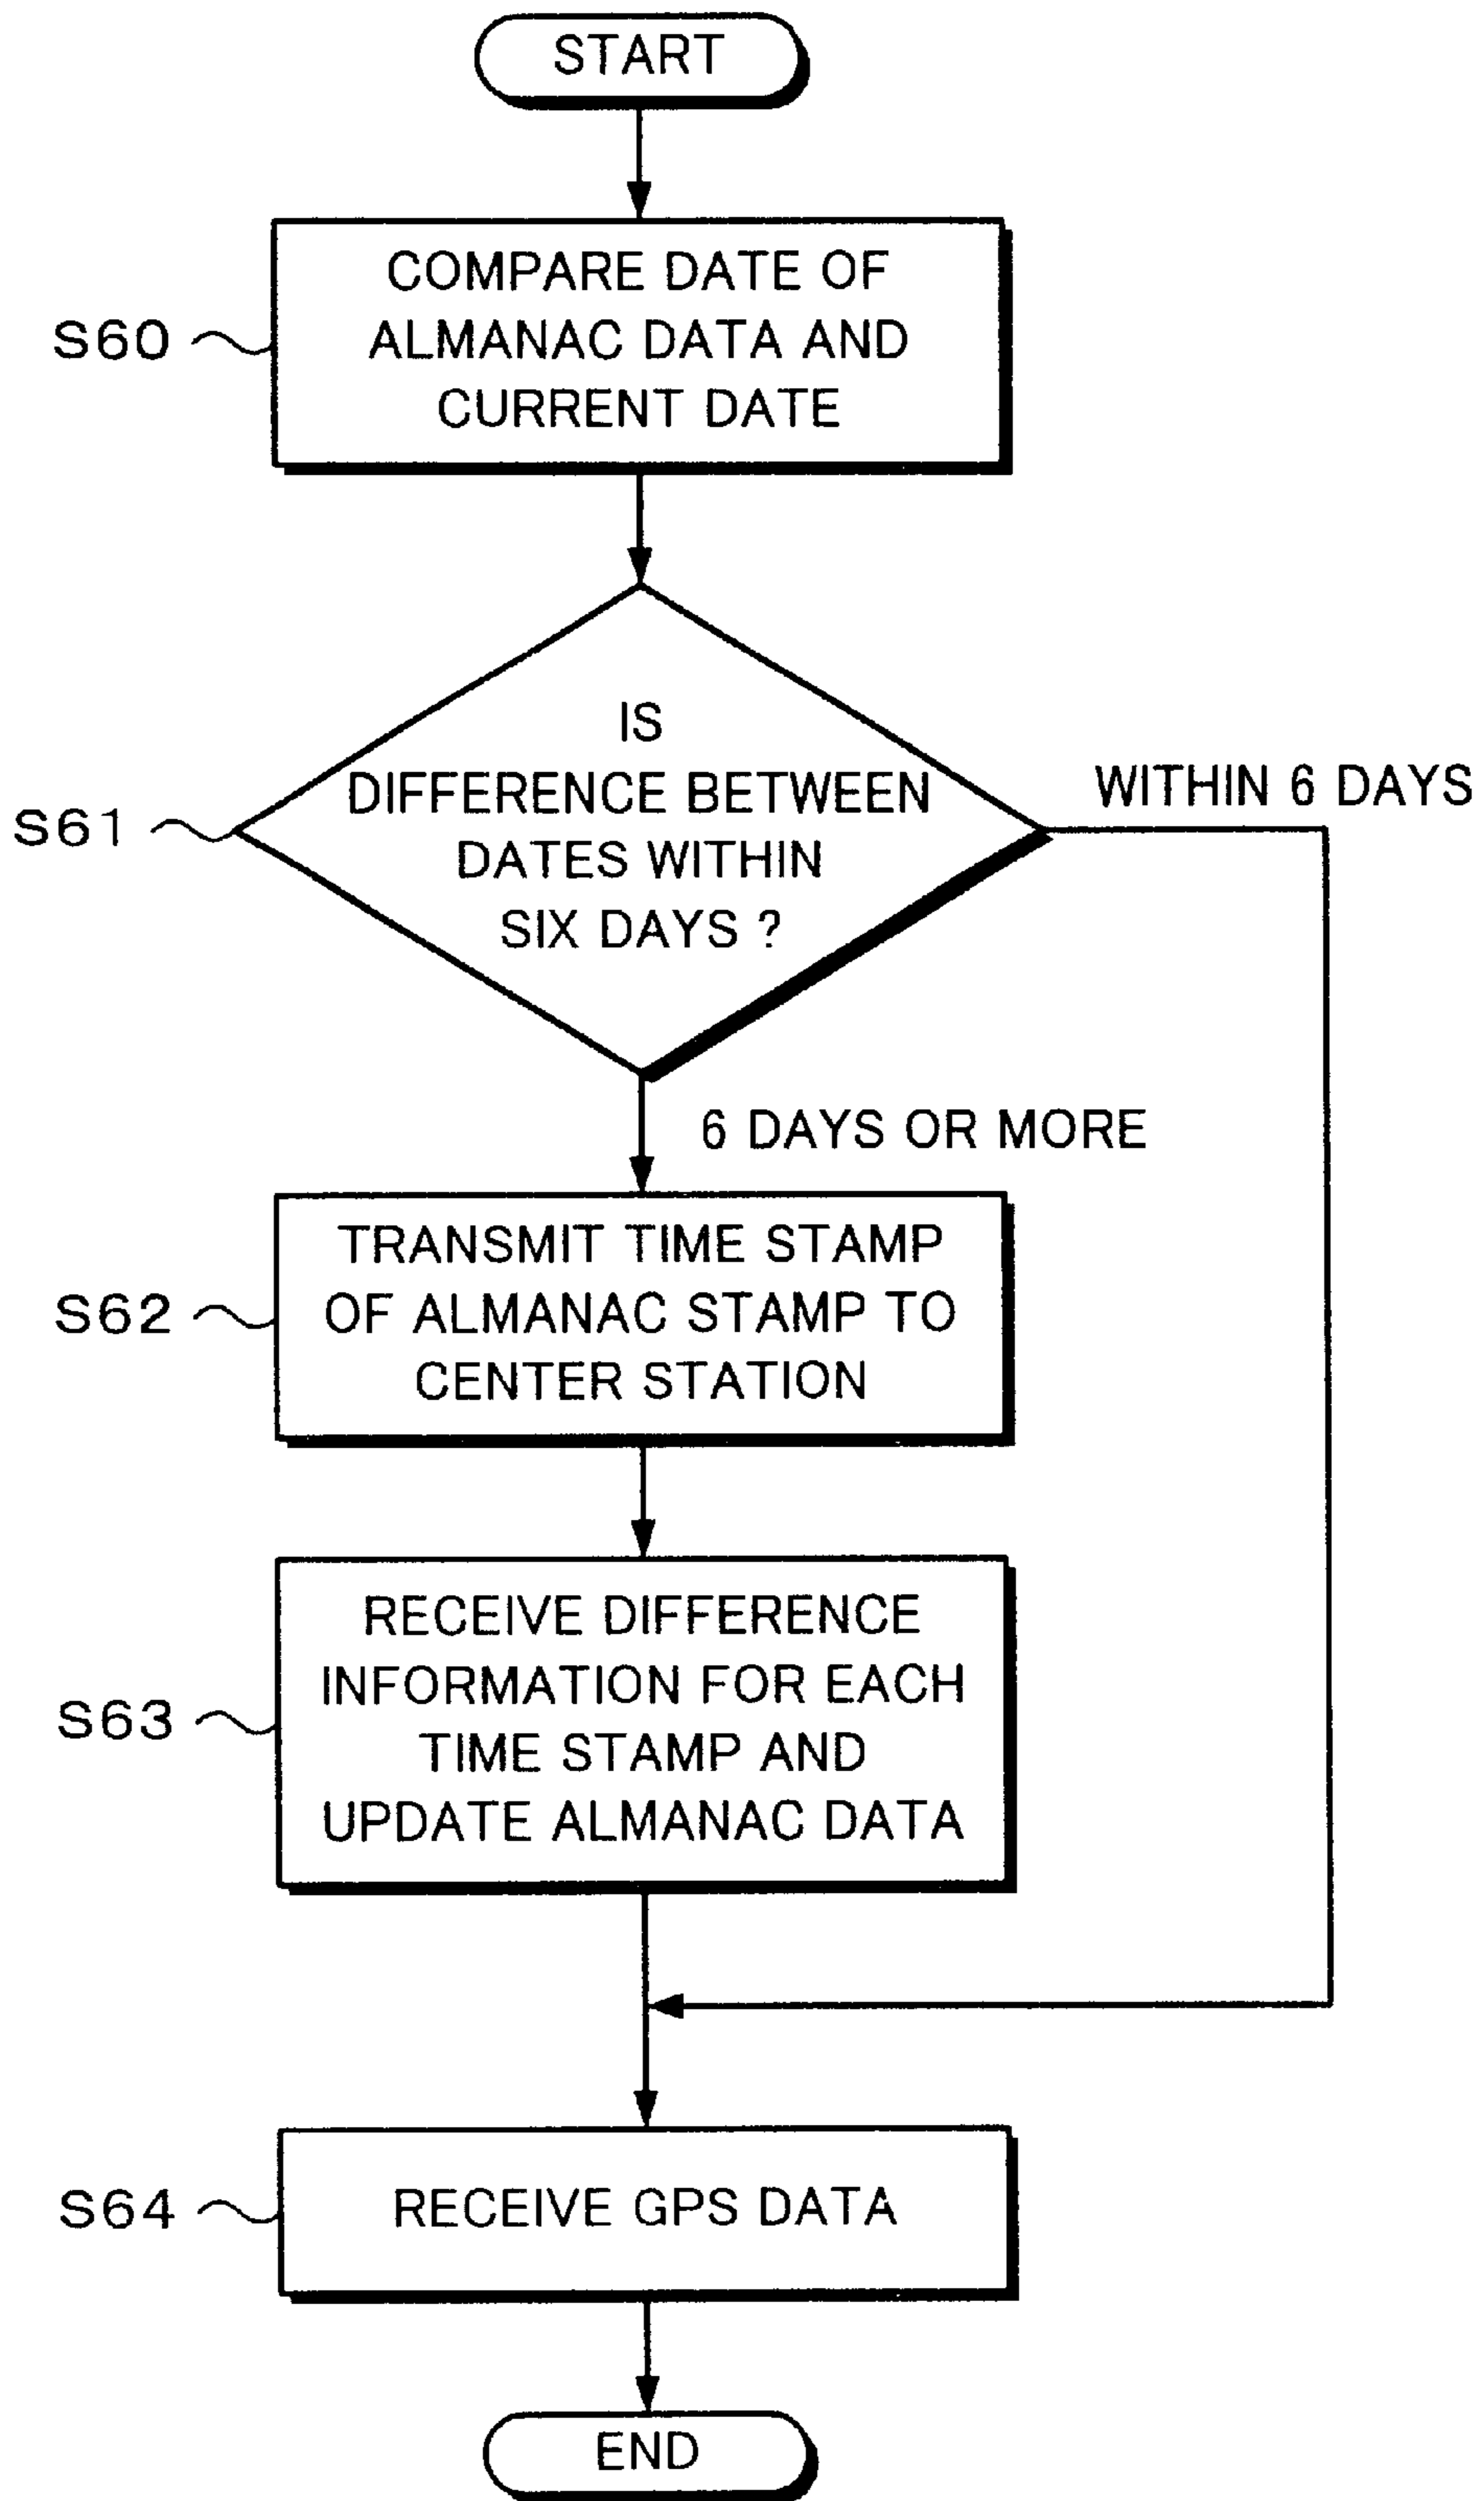 START
COMPARE DATE OF
ALMANAC DATA AND
CURRENT DATE
S60
IS
DIFFERENCE BETWEEN
DATES WITHIN
SIX DAYS ?
S61
WITHIN 6 DAYS
6 DAYS OR MORE
TRANSMIT TIME STAMP
OF ALMANAC STAMP TO
CENTER STATION
S62
RECEIVE DIFFERENCE
INFORMATION FOR EACH
TIME STAMP AND
UPDATE ALMANAC DATA
S63
RECEIVE GPS DATA
S64
END